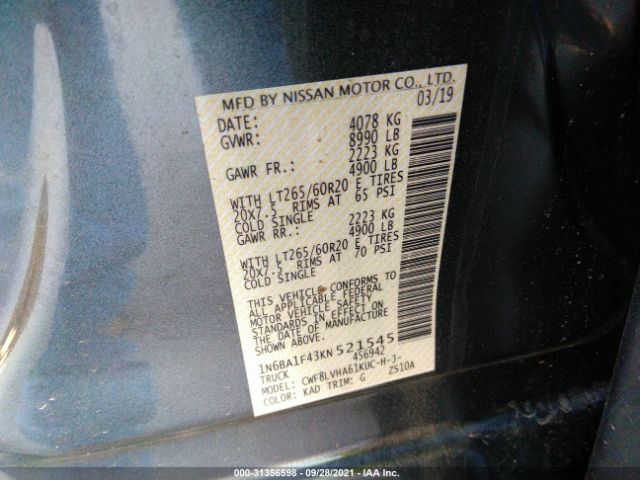 MFD BY NISSAN MOTOR CO., LTD.
DATE: 03/19
GVWR: 4078 KG
8990 LB
GAWR FR.: 2223 KG
4900 LB
WITH LT265/60R20 E TIRES
20X7.5 RIMS AT 65 PSI
COLD SINGLE
GAWR RR.: 2223 KG
4900 LB
WITH LT265/60R20 E TIRES
20X7.5 RIMS AT 70 PSI
COLD SINGLE
THIS VEHICLE CONFORMS TO
ALL APPLICABLE FEDERAL
MOTOR VEHICLE SAFETY
STANDARDS IN EFFECT ON
THE DATE OF MANUFACTURE
SHOWN ABOVE.
1N6BA1F43KN521545
TRUCK 456942
MODEL: CWF8LVHA61KUC-H-J-
COLOR: KAD TRIM: G ZS10A
000-31356598 - 09/28/2021 - IAA Inc.